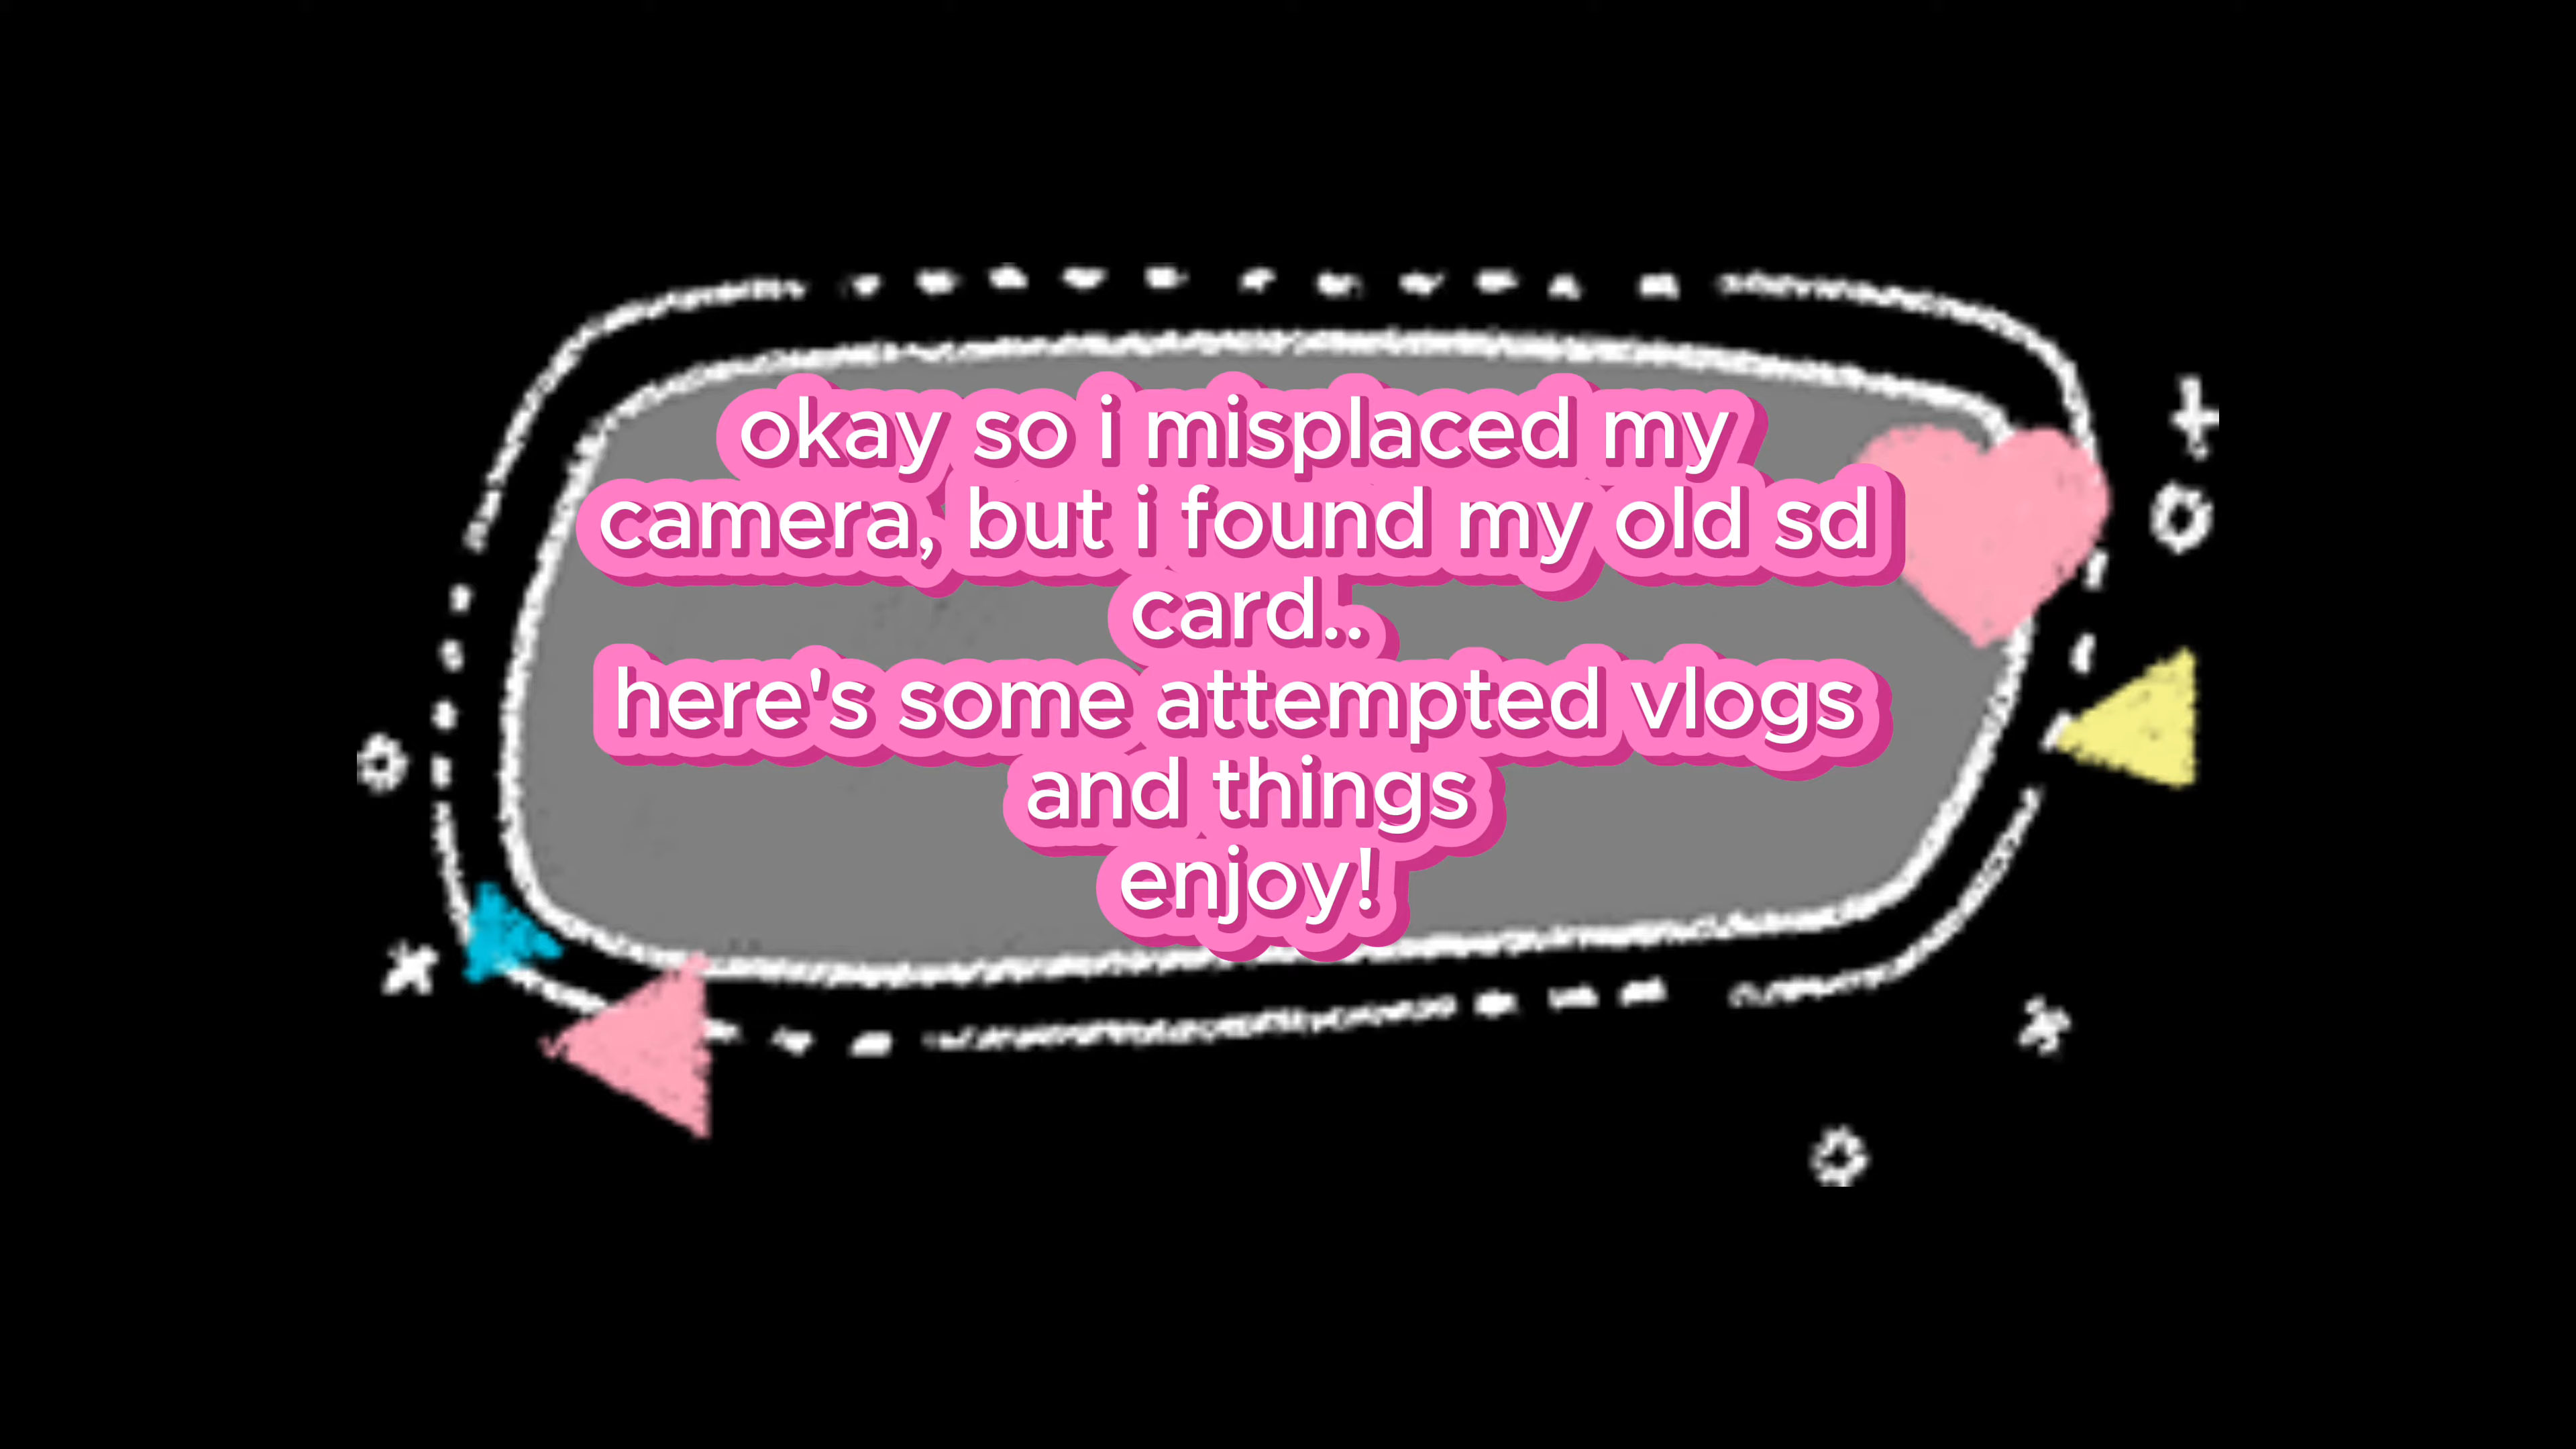 okay so i misplaced my
camera, but i found my old sd
card..
here's some attempted vlogs
and things
enjoy!